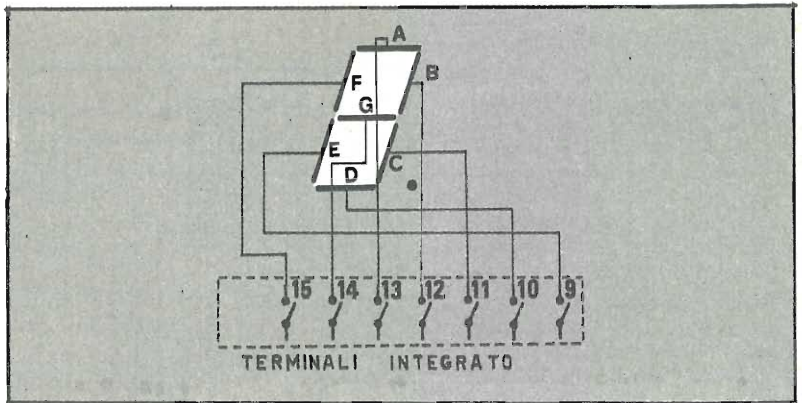 A
B
F
G
E
C
D
15 14 13 12 11 10 9
TERMINALI INTEGRATO